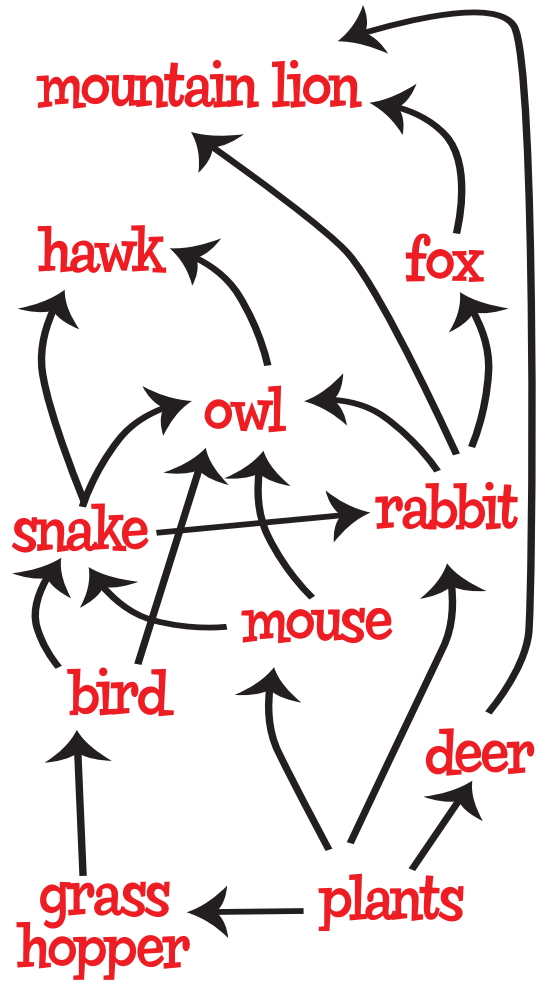 mountain lion
hawk
fox
owl
rabbit
snake
mouse
bird
deer
grass
hopper
plants